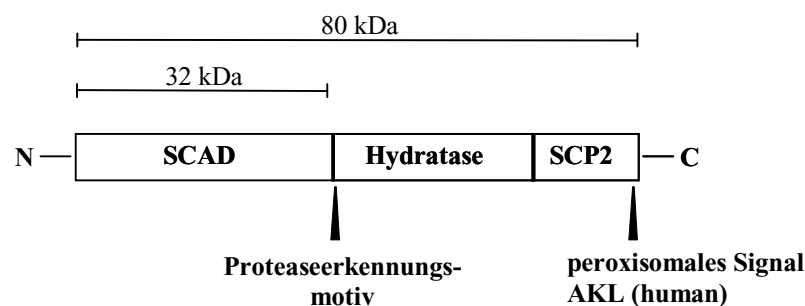 80 kDa
32 kDa
N SCAD Hydratase SCP2 C
Proteaseerkennungs-
motiv
peroxisomales Signal
AKL (human)